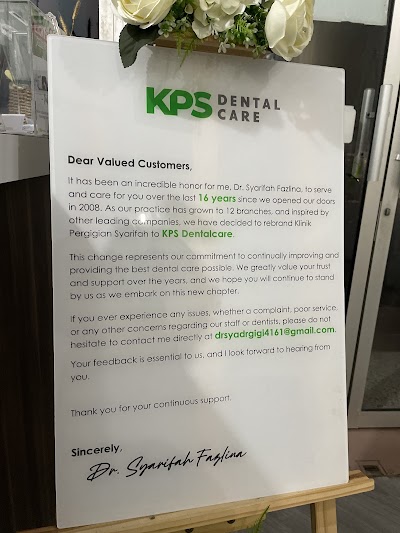 KPS DENTAL
CARE
Dear Valued Customers,
It has been an incredible honor for me, Dr. Syarifah Fazlina, to serve
and care for you over the last 16 years since we opened our doors
in 2008. As our practice has grown to 12 branches, and inspired by
other leading companies, we have decided to rebrand Klinik
Pergigian Syarifah to KPS Dentalcare.
This change represents our commitment to continually improving and
providing the best dental care possible. We greatly value your trust
and support over the years, and we hope you will continue to stand
by us as we embark on this new chapter.
If you ever experience any issues, whether a complaint, poor service,
or any other concerns regarding our staff or dentists, please do not
hesitate to contact me directly at drsyadrgigi4161@gmail.com.
Your feedback is essential to us, and I look forward to hearing from
you.
Thank you for your continuous support.
Sincerely,
Dr. Syarifah Fazlina